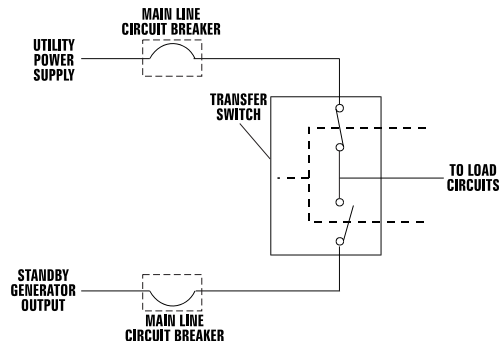 MAIN LINE
CIRCUIT BREAKER
UTILITY
POWER
SUPPLY
TRANSFER
SWITCH
TO LOAD
CIRCUITS
STANDBY
GENERATOR
OUTPUT
MAIN LINE
CIRCUIT BREAKER